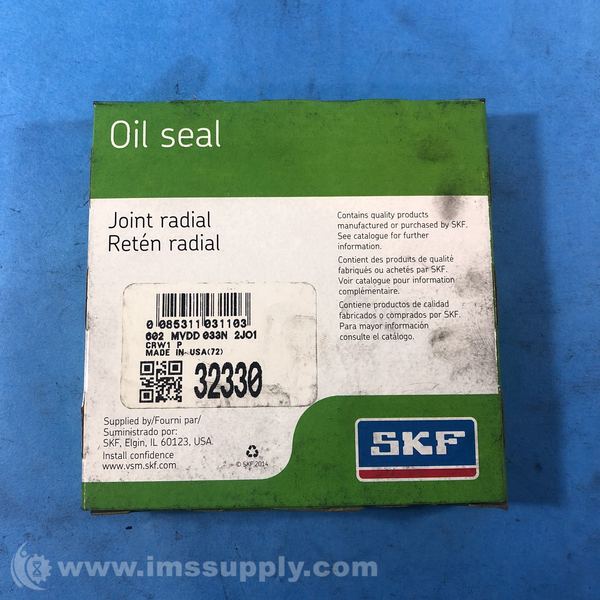 Oil seal
Joint radial
Retén radial
Contains quality products
manufactured or purchased by SKF.
See catalogue for further
information.
Contient des produits de qualité
fabriqués ou achetés par SKF.
Voir catalogue pour information
complémentaire.
Contiene productos de calidad
fabricados o comprados por SKF.
Para mayor información
consulte el catálogo.
0 085311 031103
602 MVDD 033N 2JO1
CRW1 P
MADE IN USA(72)
32330
Supplied by/Fourni par/
Suministrado por:
SKF, Elgin, IL 60123, USA
Install confidence
www.vsm.skf.com
© SKF 2014
SKF
www.imssupply.com